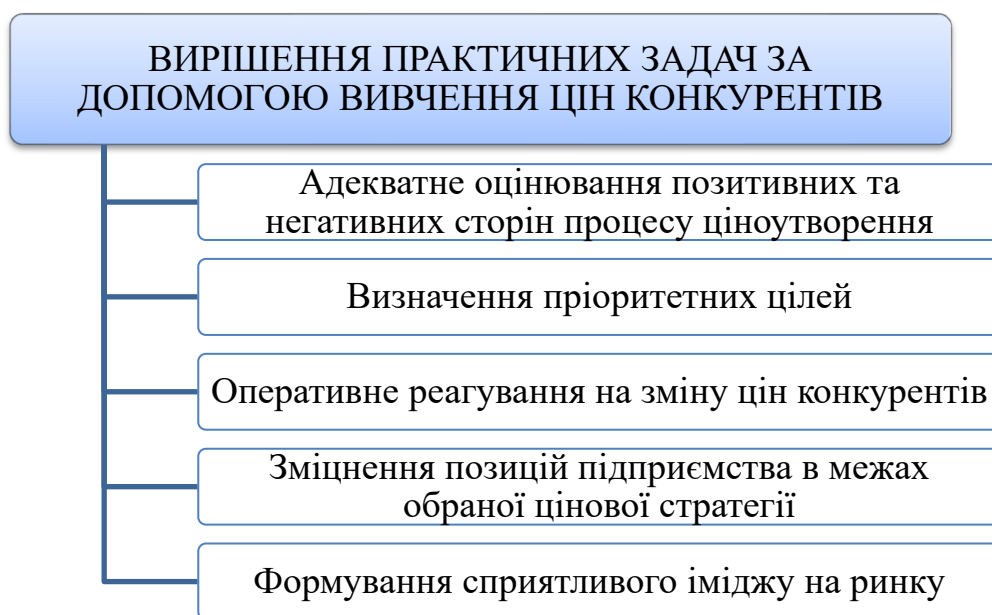 ВИРІШЕННЯ ПРАКТИЧНИХ ЗАДАЧ ЗА
ДОПОМОГОЮ ВИВЧЕННЯ ЦІН КОНКУРЕНТІВ
Адекватне оцінювання позитивних та
негативних сторін процесу ціноутворення
Визначення пріоритетних цілей
Оперативне реагування на зміну цін конкурентів
Зміцнення позицій підприємства в межах
обраної цінової стратегії
Формування сприятливого іміджу на ринку